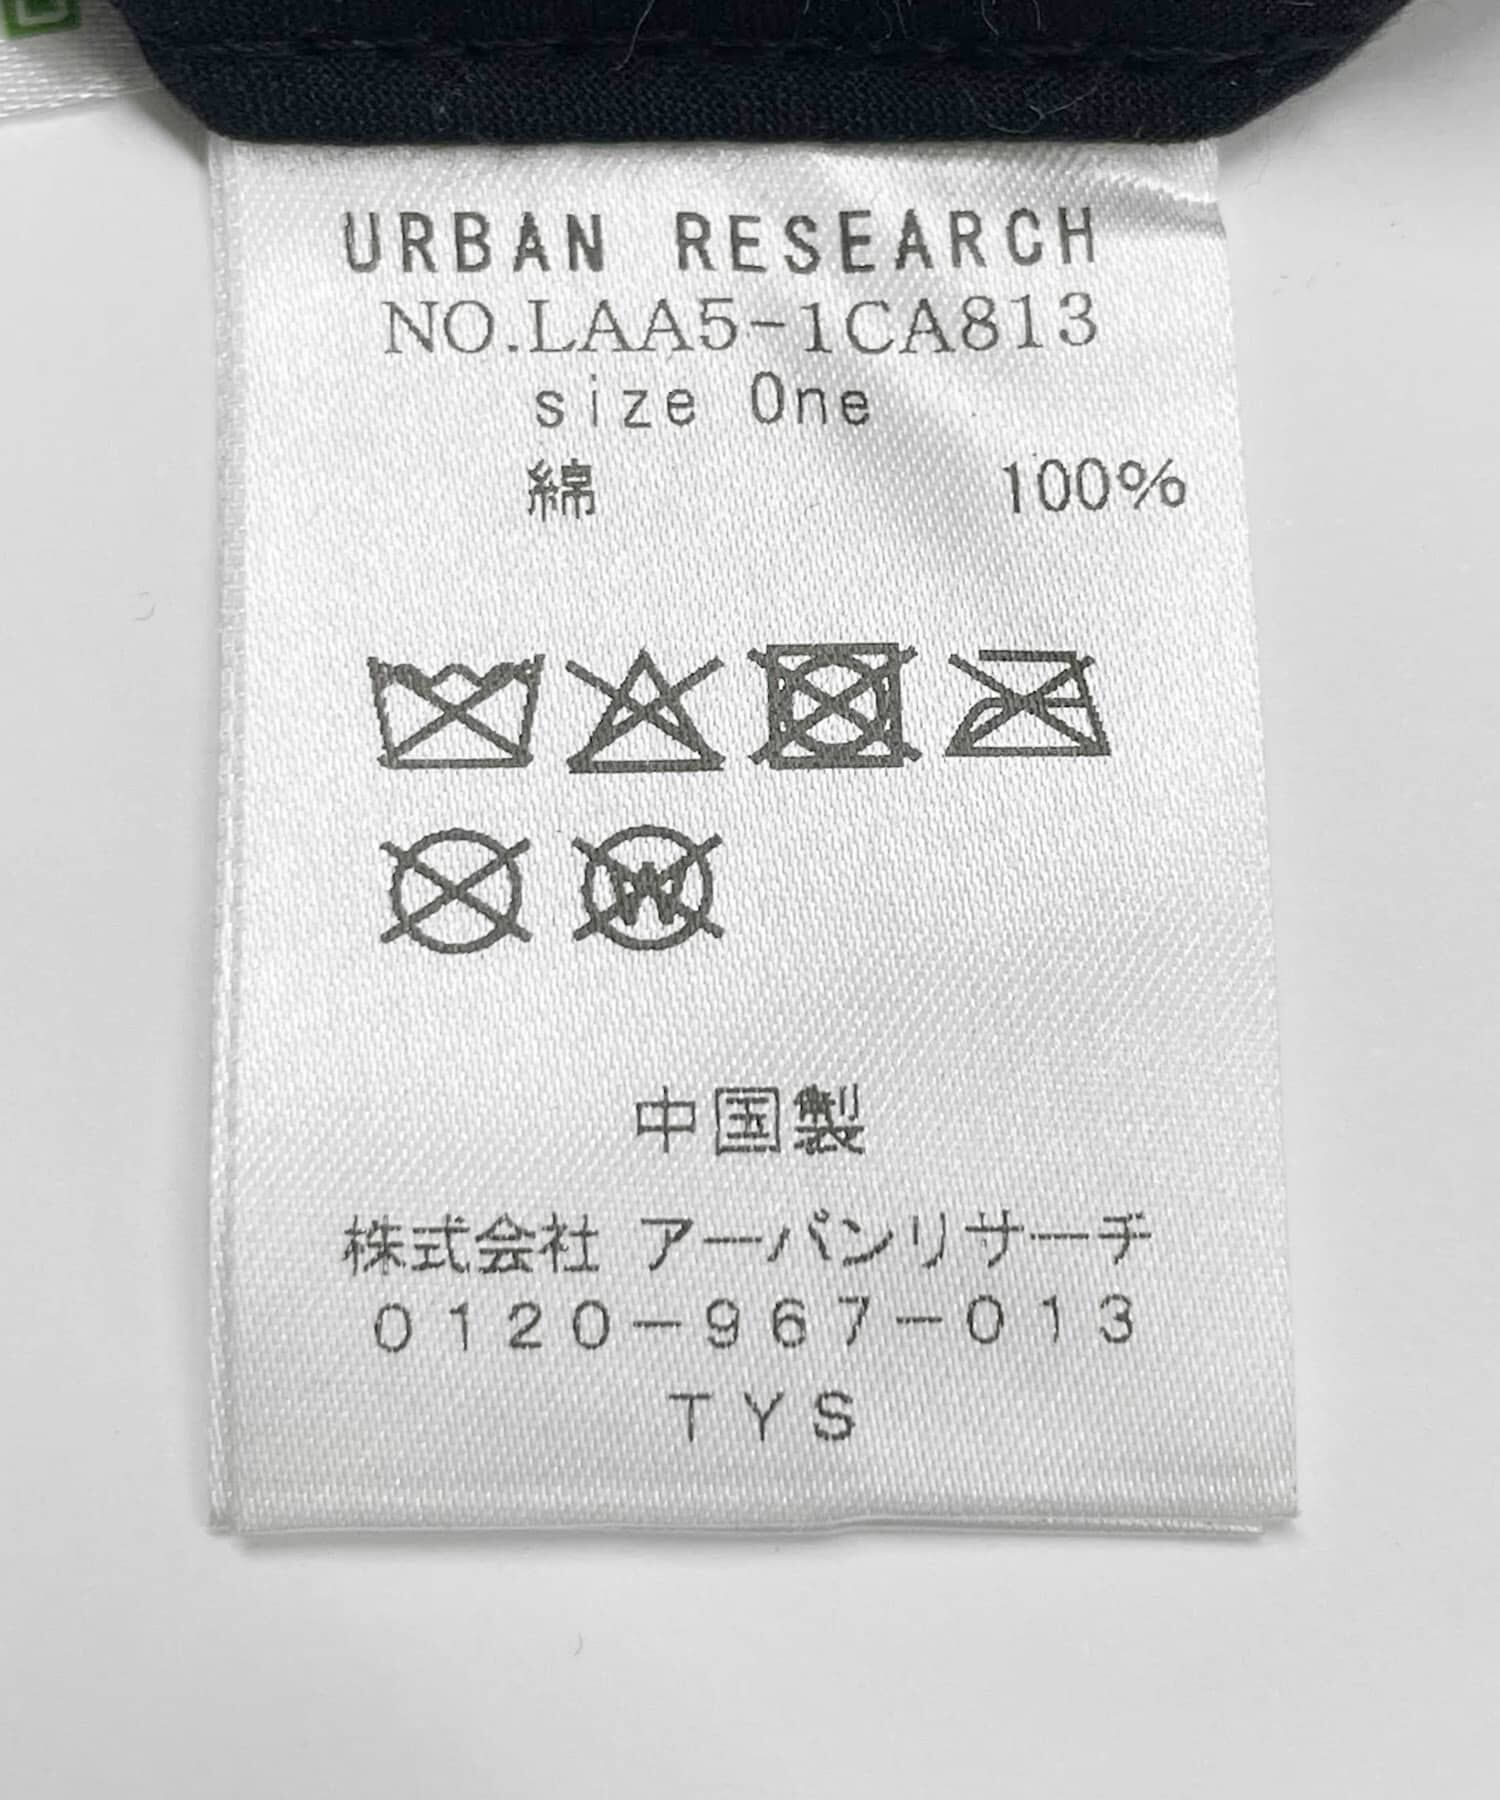 URBAN RESEARCH
NO.LAA5-1CA813
size One
綿 100%
W
中国製
株式会社 アーバンリサーチ
0120-967-013
TYS